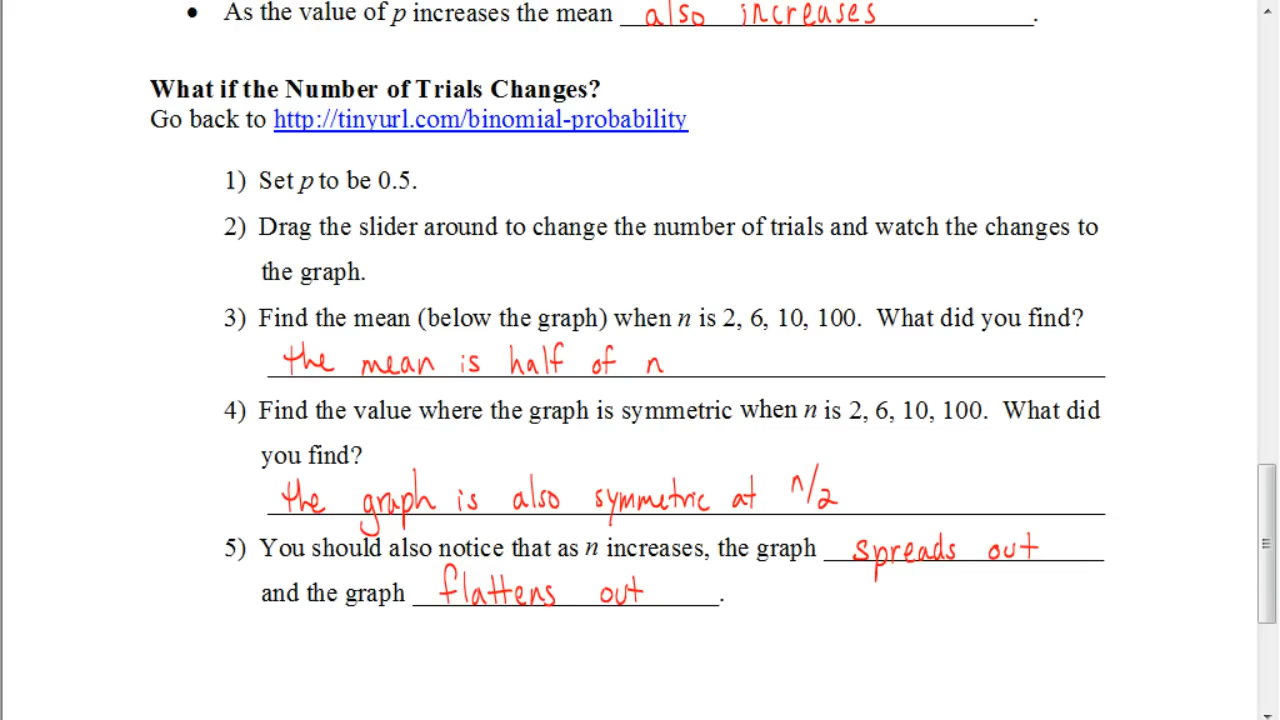 • As the value of p increases the mean also increases.
What if the Number of Trials Changes?
Go back to http://tinyurl.com/binomial-probability
1) Set p to be 0.5.
2) Drag the slider around to change the number of trials and watch the changes to
the graph.
3) Find the mean (below the graph) when n is 2, 6, 10, 100. What did you find?
the mean is half of n
4) Find the value where the graph is symmetric when n is 2, 6, 10, 100. What did
you find?
the graph is also symmetric at n/2
5) You should also notice that as n increases, the graph spreads out
and the graph flattens out.